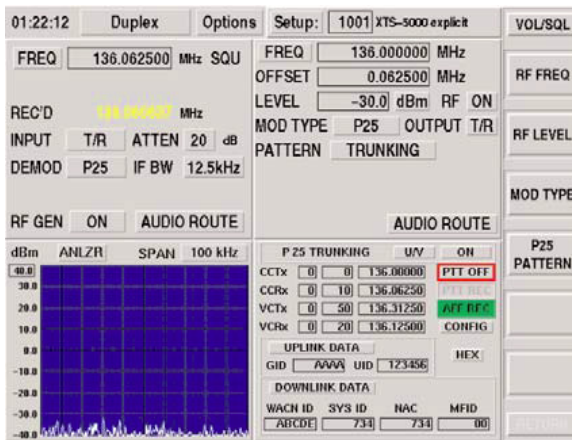 01:22:12 Duplex Options Setup: 1001 XTS-5000 explicit VOL/SQL
FREQ 136.062500 MHz SQU
REC'D MHz
INPUT T/R ATTEN 20 dB
DEMOD P25 IF BW 12.5kHz
RF GEN ON AUDIO ROUTE
FREQ 136.000000 MHz
OFFSET 0.062500 MHz
LEVEL -30.0 dBm RF ON
MOD TYPE P25 OUTPUT T/R
PATTERN TRUNKING
AUDIO ROUTE
RF FREQ
RF LEVEL
MOD TYPE
P25
PATTERN
RETURN
dBm ANLZR SPAN 100 kHz
40.0
30.0
20.0
10.0
0.0
-10.0
-20.0
-30.0
-40.0
P25 TRUNKING U/V ON
CCTx 0 0 136.00000 PTT OFF
CCRx 0 10 136.06250 PTT REC
VCTx 0 50 136.31250 AFF REC
VCRx 0 20 136.12500 CONFIG
UPLINK DATA
HEX
GID AAAA UID 123456
DOWNLINK DATA
WACN ID SYS ID NAC MFID
ABCDE 734 734 00